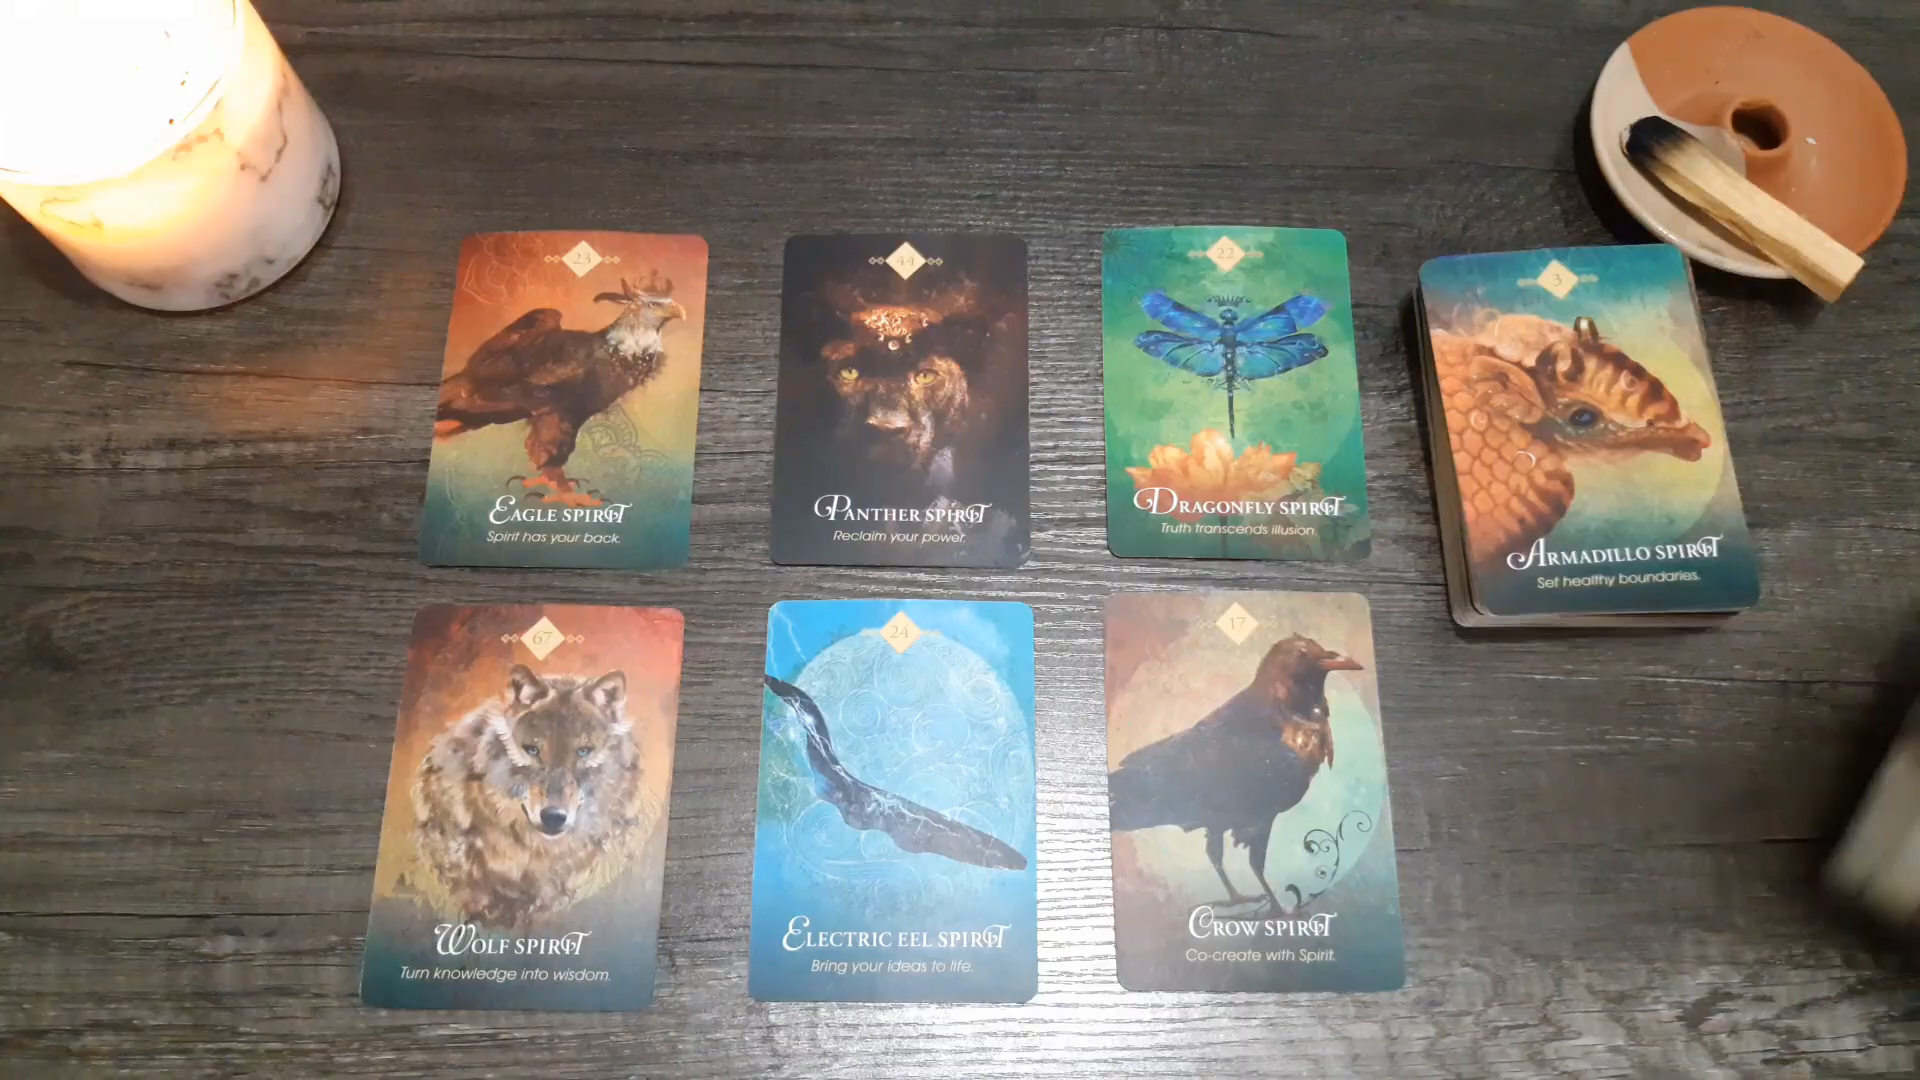 23
EAGLE SPIRIT
Spirit has your back.
44
PANTHER SPIRIT
Reclaim your power.
22
DRAGONFLY SPIRIT
Truth transcends illusion.
3
ARMADILLO SPIRIT
Set healthy boundaries.
67
WOLF SPIRIT
Turn knowledge into wisdom.
24
ELECTRIC EEL SPIRIT
Bring your ideas to life.
17
CROW SPIRIT
Co-create with Spirit.